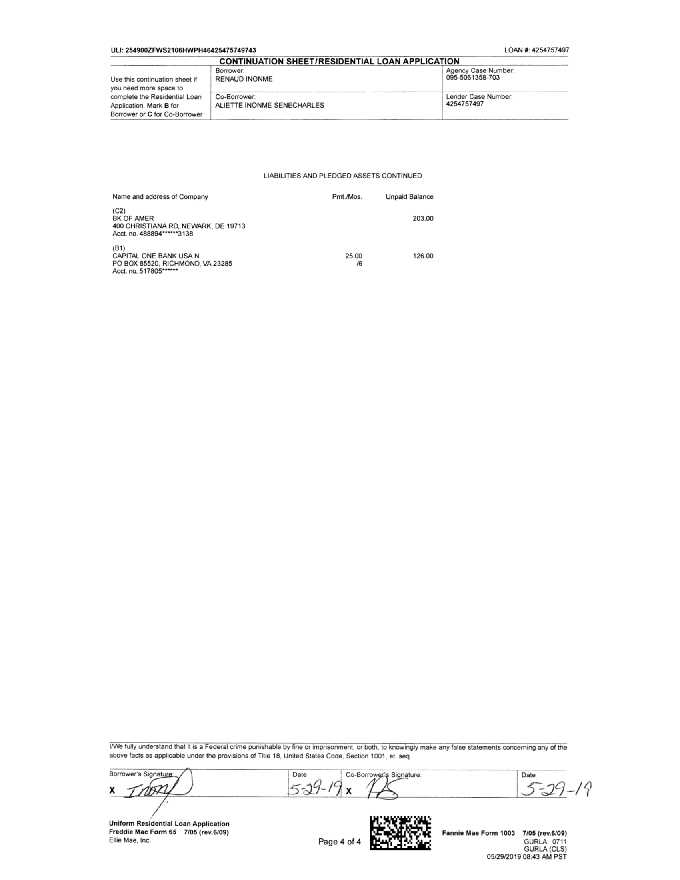 ULI: 254900ZFWS2106HWPH46425475749743
LOAN #: 4254757497
CONTINUATION SHEET/RESIDENTIAL LOAN APPLICATION
Use this continuation sheet if
you need more space to
complete the Residential Loan
Application. Mark B for
Borrower or C for Co-Borrower
Borrower:
RENAUD INONME
Agency Case Number:
095-5051358-703
Co-Borrower:
ALIETTE INONME SENECHARLES
Lender Case Number:
4254757497
LIABILITIES AND PLEDGED ASSETS CONTINUED
Name and address of Company Pmt./Mos. Unpaid Balance
(C2)
BK OF AMER 203.00
400 CHRISTIANA RD, NEWARK, DE 19713
Acct. no. 488894******3138
(B1)
CAPITAL ONE BANK USA N 25.00 126.00
PO BOX 85520, RICHMOND, VA 23285 /6
Acct. no. 517805******
I/We fully understand that it is a Federal crime punishable by fine or imprisonment, or both, to knowingly make any false statements concerning any of the
above facts as applicable under the provisions of Title 18, United States Code, Section 1001, et. seq.
Borrower's Signature Date Co-Borrower's Signature Date
X 5-29-19 X 5-29-19
Uniform Residential Loan Application
Freddie Mac Form 65 7/05 (rev.6/09)
Ellie Mae, Inc.
Page 4 of 4
Fannie Mae Form 1003 7/05 (rev.6/09)
GURLA 0711
GURLA (CLS)
05/29/2019 08:43 AM PST